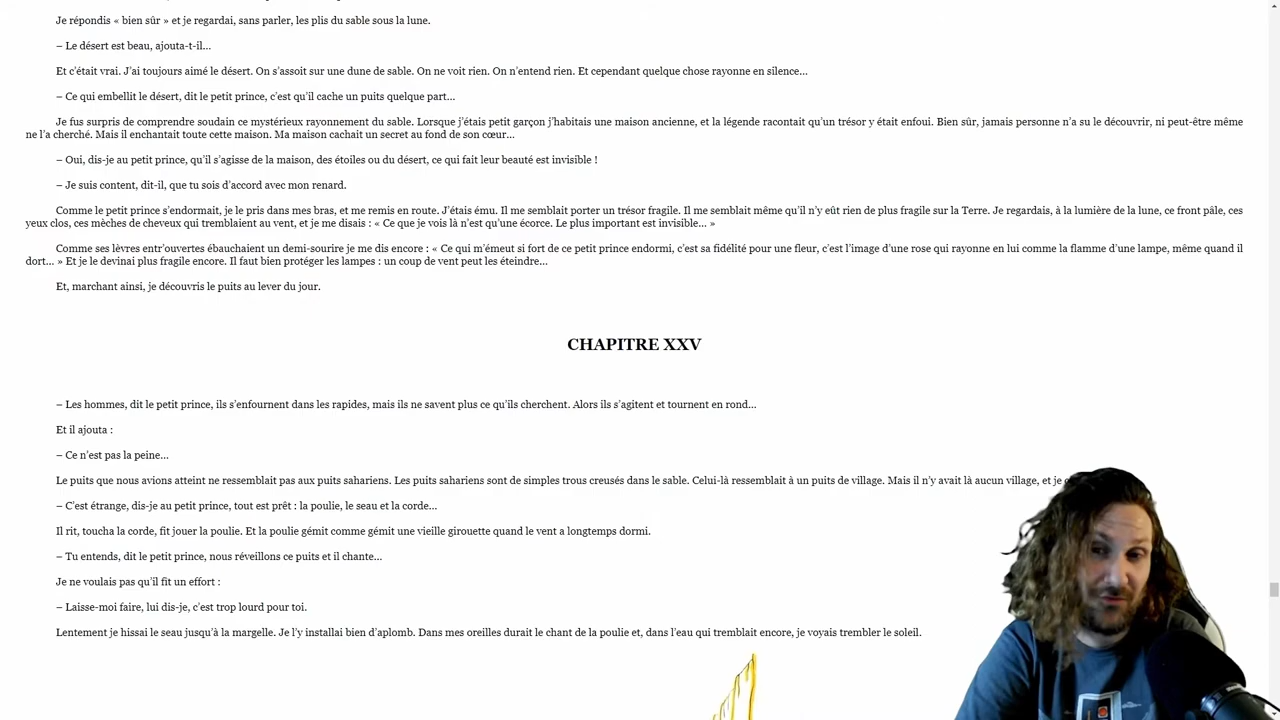 Je répondis « bien sûr » et je regardai, sans parler, les plis du sable sous la lune.
– Le désert est beau, ajouta-t-il…
Et c’était vrai. J’ai toujours aimé le désert. On s’assoit sur une dune de sable. On ne voit rien. On n’entend rien. Et cependant quelque chose rayonne en silence…
– Ce qui embellit le désert, dit le petit prince, c’est qu’il cache un puits quelque part…
Je fus surpris de comprendre soudain ce mystérieux rayonnement du sable. Lorsque j’étais petit garçon j’habitais une maison ancienne, et la légende racontait qu’un trésor y était enfoui. Bien sûr, jamais personne n’a su le découvrir, ni peut-être même
ne l’a cherché. Mais il enchantait toute cette maison. Ma maison cachait un secret au fond de son cœur…
– Oui, dis-je au petit prince, qu’il s’agisse de la maison, des étoiles ou du désert, ce qui fait leur beauté est invisible !
– Je suis content, dit-il, que tu sois d’accord avec mon renard.
Comme le petit prince s’endormait, je le pris dans mes bras, et me remis en route. J’étais ému. Il me semblait porter un trésor fragile. Il me semblait même qu’il n’y eût rien de plus fragile sur la Terre. Je regardais, à la lumière de la lune, ce front pâle, ces
yeux clos, ces mèches de cheveux qui tremblaient au vent, et je me disais : « Ce que je vois là n’est qu’une écorce. Le plus important est invisible… »
Comme ses lèvres entr’ouvertes ébauchaient un demi-sourire je me dis encore : « Ce qui m’émeut si fort de ce petit prince endormi, c’est sa fidélité pour une fleur, c’est l’image d’une rose qui rayonne en lui comme la flamme d’une lampe, même quand il
dort… » Et je le devinai plus fragile encore. Il faut bien protéger les lampes : un coup de vent peut les éteindre…
Et, marchant ainsi, je découvris le puits au lever du jour.
CHAPITRE XXV
– Les hommes, dit le petit prince, ils s’enfournent dans les rapides, mais ils ne savent plus ce qu’ils cherchent. Alors ils s’agitent et tournent en rond…
Et il ajouta :
– Ce n’est pas la peine…
Le puits que nous avions atteint ne ressemblait pas aux puits sahariens. Les puits sahariens sont de simples trous creusés dans le sable. Celui-là ressemblait à un puits de village. Mais il n’y avait là aucun village, et je
– C’est étrange, dis-je au petit prince, tout est prêt : la poulie, le seau et la corde…
Il rit, toucha la corde, fit jouer la poulie. Et la poulie gémit comme gémit une vieille girouette quand le vent a longtemps dormi.
– Tu entends, dit le petit prince, nous réveillons ce puits et il chante…
Je ne voulais pas qu’il fît un effort :
– Laisse-moi faire, lui dis-je, c’est trop lourd pour toi.
Lentement je hissai le seau jusqu’à la margelle. Je l’y installai bien d’aplomb. Dans mes oreilles durait le chant de la poulie et, dans l’eau qui tremblait encore, je voyais trembler le soleil.